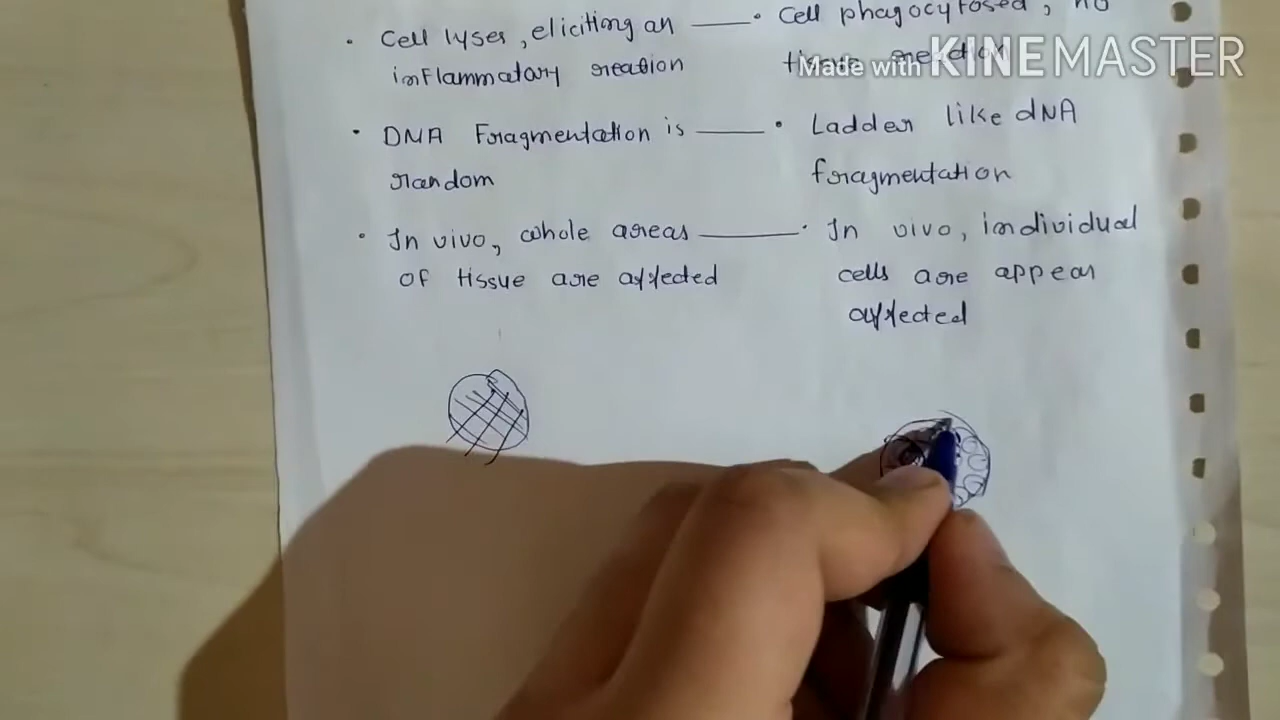 • Cell lyses, eliciting an —— • Cell phagocytosed, no
inflammatory reation tissue
Made with KINEMASTER
• DNA Fragmentation is —— • Ladder like dNA
random fragmentation
• In vivo, whole areas —— • In vivo, individual
of tissue are affected cells are appear
affected